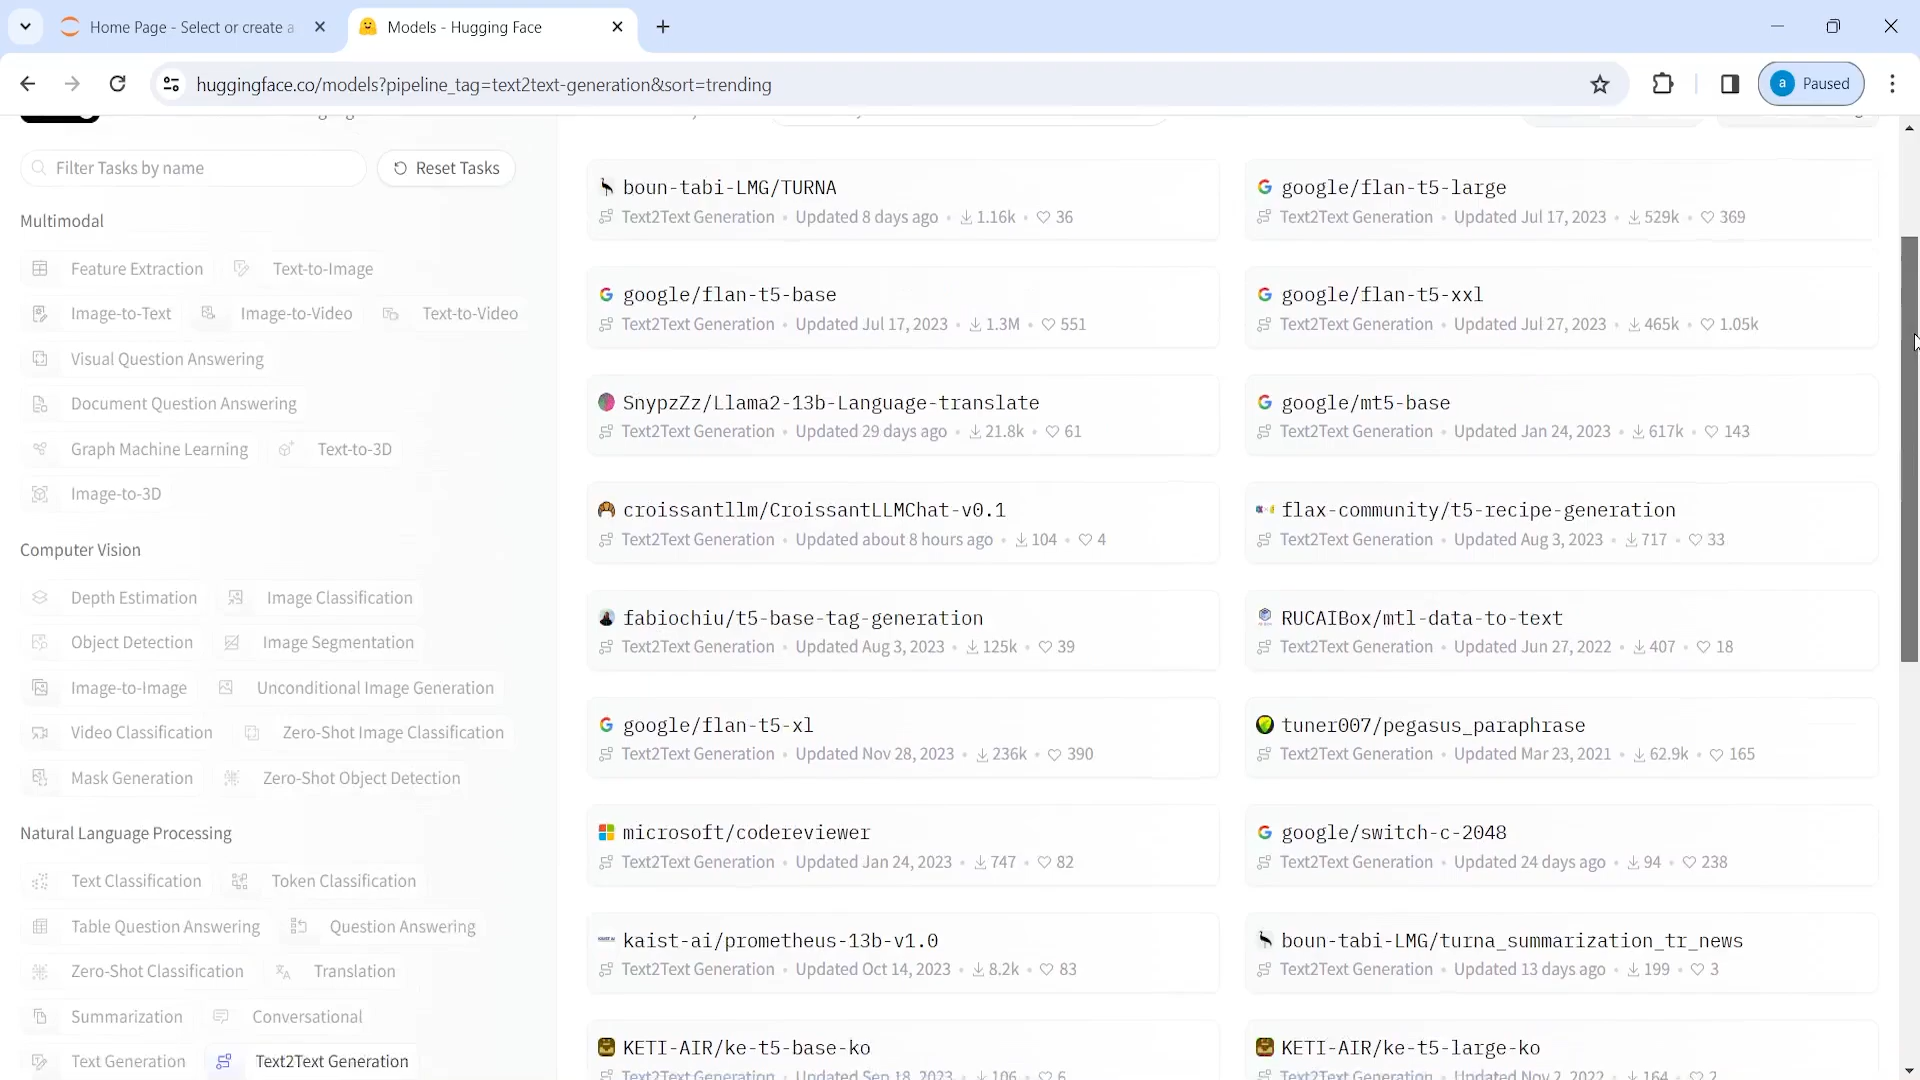 Home Page - Select or create a
Models - Hugging Face
huggingface.co/models?pipeline_tag=text2text-generation&sort=trending
a
Paused
Filter Tasks by name
Reset Tasks
Multimodal
Feature Extraction
Text-to-Image
Image-to-Text
Image-to-Video
Text-to-Video
Visual Question Answering
Document Question Answering
Graph Machine Learning
Text-to-3D
Image-to-3D
Computer Vision
Depth Estimation
Image Classification
Object Detection
Image Segmentation
Image-to-Image
Unconditional Image Generation
Video Classification
Zero-Shot Image Classification
Mask Generation
Zero-Shot Object Detection
Natural Language Processing
Text Classification
Token Classification
Table Question Answering
Question Answering
Zero-Shot Classification
Translation
Summarization
Conversational
Text Generation
Text2Text Generation
boun-tabi-LMG/TURNA
Text2Text Generation • Updated 8 days ago • 1.16k • 36
google/flan-t5-large
Text2Text Generation • Updated Jul 17, 2023 • 529k • 369
google/flan-t5-base
Text2Text Generation • Updated Jul 17, 2023 • 1.3M • 551
google/flan-t5-xxl
Text2Text Generation • Updated Jul 27, 2023 • 465k • 1.05k
SnypzZz/Llama2-13b-Language-translate
Text2Text Generation • Updated 29 days ago • 21.8k • 61
google/mt5-base
Text2Text Generation • Updated Jan 24, 2023 • 617k • 143
croissantllm/CroissantLLMChat-v0.1
Text2Text Generation • Updated about 8 hours ago • 104 • 4
flax-community/t5-recipe-generation
Text2Text Generation • Updated Aug 3, 2023 • 717 • 33
fabiochiu/t5-base-tag-generation
Text2Text Generation • Updated Aug 3, 2023 • 125k • 39
RUCAIBox/mtl-data-to-text
Text2Text Generation • Updated Jun 27, 2022 • 407 • 18
google/flan-t5-xl
Text2Text Generation • Updated Nov 28, 2023 • 236k • 390
tuner007/pegasus_paraphrase
Text2Text Generation • Updated Mar 23, 2021 • 62.9k • 165
microsoft/codereviewer
Text2Text Generation • Updated Jan 24, 2023 • 747 • 82
google/switch-c-2048
Text2Text Generation • Updated 24 days ago • 94 • 238
kaist-ai/prometheus-13b-v1.0
Text2Text Generation • Updated Oct 14, 2023 • 8.2k • 83
boun-tabi-LMG/turna_summarization_tr_news
Text2Text Generation • Updated 13 days ago • 199 • 3
KETI-AIR/ke-t5-base-ko
Text2Text Generation • Updated Sep 18, 2023 • 106 • 6
KETI-AIR/ke-t5-large-ko
Text2Text Generation • Updated Nov 2, 2022 • 164 • 2